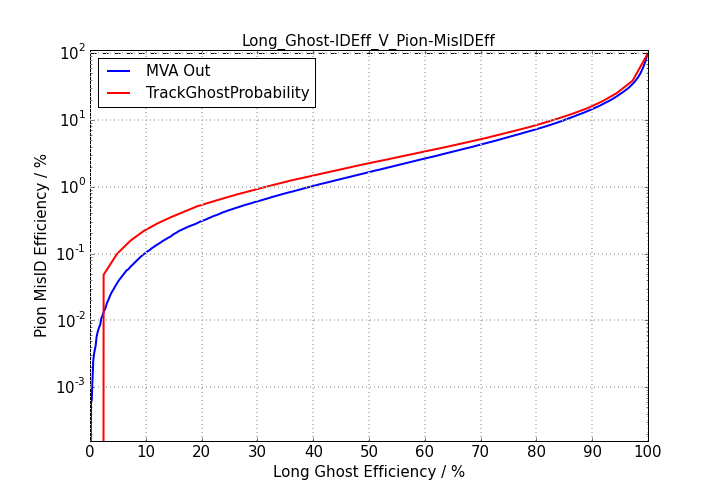 Long_Ghost-IDEff_V_Pion-MisIDEff
MVA Out
TrackGhostProbability
Pion MisID Efficiency / %
10²
10¹
10⁰
10⁻¹
10⁻²
10⁻³
0 10 20 30 40 50 60 70 80 90 100
Long Ghost Efficiency / %